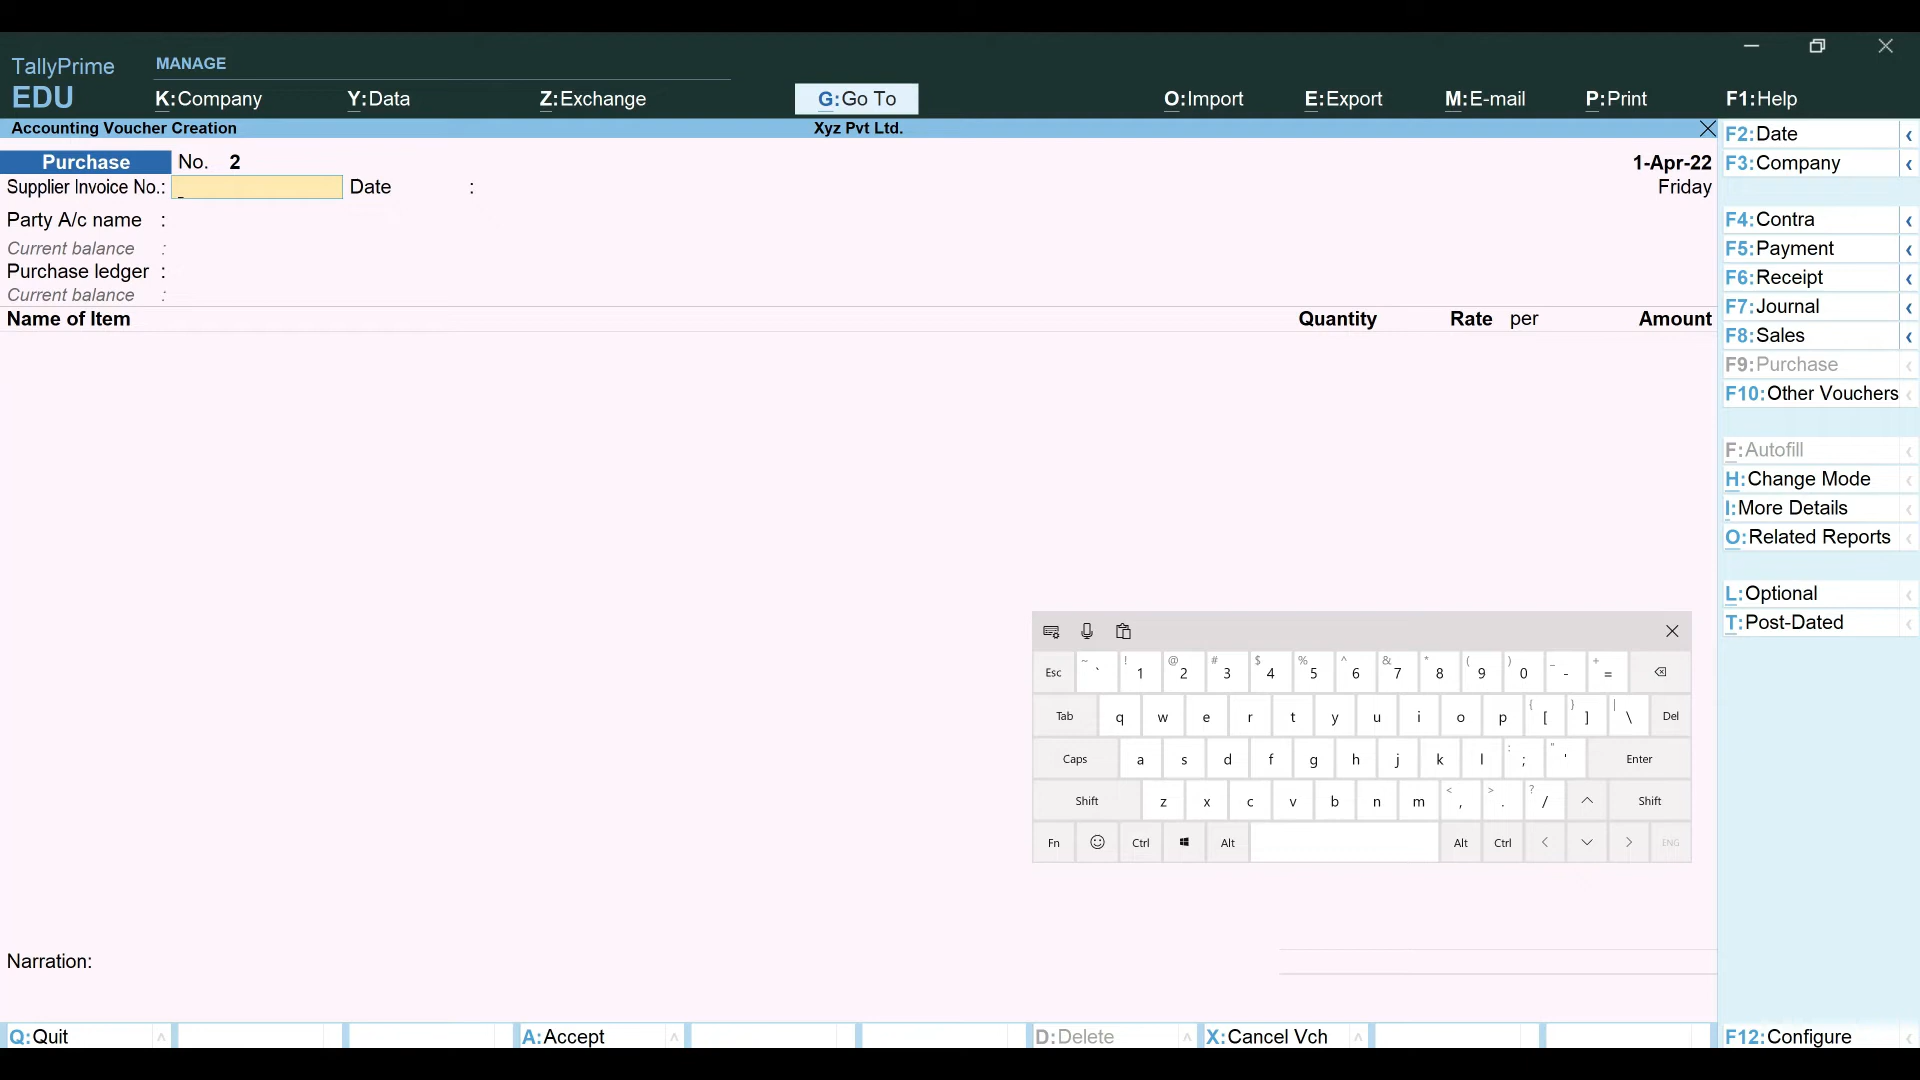 TallyPrime
EDU
MANAGE
K:Company Y:Data Z:Exchange G:Go To O:Import E:Export M:E-mail P:Print F1:Help
Accounting Voucher Creation Xyz Pvt Ltd.
Purchase No. 2 1-Apr-22
Supplier Invoice No.: Date : Friday
Party A/c name :
Current balance :
Purchase ledger :
Current balance :
Name of Item Quantity Rate per Amount
F2:Date
F3:Company
F4:Contra
F5:Payment
F6:Receipt
F7:Journal
F8:Sales
F9:Purchase
F10:Other Vouchers
F:Autofill
H:Change Mode
I:More Details
O:Related Reports
L:Optional
T:Post-Dated
Esc ~ ` ! 1 @ 2 # 3 $ 4 % 5 ^ 6 & 7 * 8 ( 9 ) 0 _ - + =
Tab q w e r t y u i o p { [ } ] | \ Del
Caps a s d f g h j k l : ; " ' Enter
Shift z x c v b n m < , > . ? / Shift
Fn Ctrl Alt Alt Ctrl ENG
Narration:
Q:Quit A:Accept D:Delete X:Cancel Vch F12:Configure